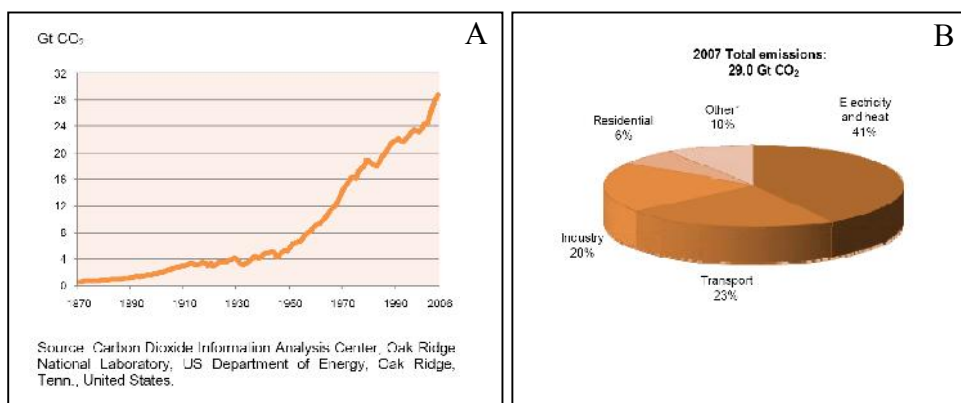 A
Gt CO₂
32
28
24
20
16
12
8
4
0
1870 1890 1910 1930 1950 1970 1990 2006
Source: Carbon Dioxide Information Analysis Center, Oak Ridge
National Laboratory, US Department of Energy, Oak Ridge,
Tenn., United States.
B
2007 Total emissions:
29.0 Gt CO₂
Other*
10%
Electricity
and heat
41%
Residential
6%
Industry
20%
Transport
23%